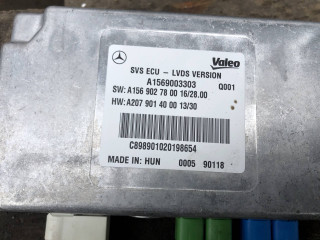 Valeo
SVS ECU - LVDS VERSION
A1569003303 Q001
SW: A156 902 78 00 16/28.00
HW: A207 901 40 00 13/30
C898901020198654
MADE IN: HUN 0005 90118